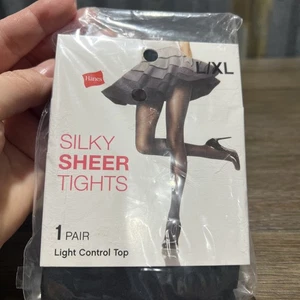 L/XL
Hanes
SILKY
SHEER
TIGHTS
1 PAIR
Light Control Top